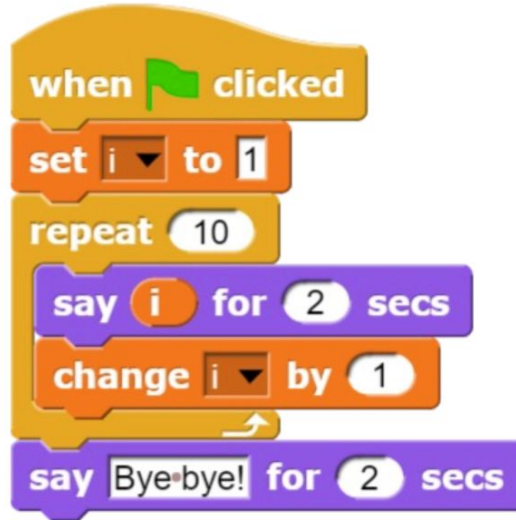 when clicked
set i to 1
repeat 10
say i for 2 secs
change i by 1
say Bye bye! for 2 secs